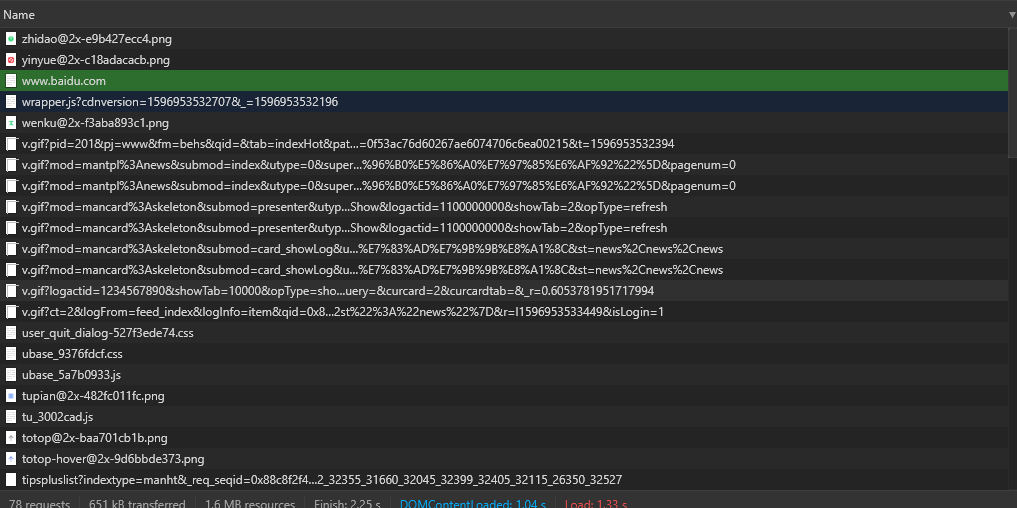 Name
zhidao@2x-e9b427ecc4.png
yinyue@2x-c18adacacb.png
www.baidu.com
wrapper.js?cdnversion=1596953532707&_=1596953532196
wenku@2x-f3aba893c1.png
v.gif?pid=201&pj=www&fm=behs&qid=&tab=indexHot&pat...=0f53ac76d60267ae6074706c6ea00215&t=1596953532394
v.gif?mod=mantpl%3Anews&submod=index&utype=0&super...%96%B0%E5%86%A0%E7%97%85%E6%AF%92%22%5D&pagenum=0
v.gif?mod=mantpl%3Anews&submod=index&utype=0&super...%96%B0%E5%86%A0%E7%97%85%E6%AF%92%22%5D&pagenum=0
v.gif?mod=mancard%3Askeleton&submod=presenter&utyp...Show&logactid=1100000000&showTab=2&opType=refresh
v.gif?mod=mancard%3Askeleton&submod=presenter&utyp...Show&logactid=1100000000&showTab=2&opType=refresh
v.gif?mod=mancard%3Askeleton&submod=card_showLog&u...%E7%83%AD%E7%9B%9B%E8%A1%8C&st=news%2Cnews%2Cnews
v.gif?mod=mancard%3Askeleton&submod=card_showLog&u...%E7%83%AD%E7%9B%9B%E8%A1%8C&st=news%2Cnews%2Cnews
v.gif?logactid=1234567890&showTab=10000&opType=sho...uery=&curcard=2&curcardtab=&_r=0.6053781951717994
v.gif?ct=2&logFrom=feed_index&logInfo=item&qid=0x8...2st%22%3A%22news%22%7D&r=l1596953533449&isLogin=1
user_quit_dialog-527f3ede74.css
ubase_9376fdcf.css
ubase_5a7b0933.js
tupian@2x-482fc011fc.png
tu_3002cad.js
totop@2x-baa701cb1b.png
totop-hover@2x-9d6bbde373.png
tipspluslist?indextype=manht&_req_seqid=0x88c8f2f4...2_32355_31660_32045_32399_32405_32115_26350_32527
78 requests 651 kB transferred 1.6 MB resources Finish: 2.25 s DOMContentLoaded: 1.04 s Load: 1.33 s